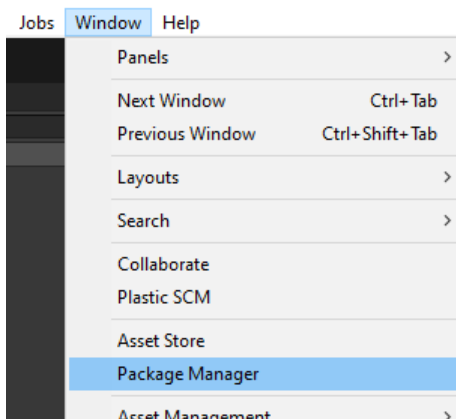 Jobs Window Help
Panels >
Next Window Ctrl+Tab
Previous Window Ctrl+Shift+Tab
Layouts >
Search >
Collaborate
Plastic SCM
Asset Store
Package Manager
Asset Management >